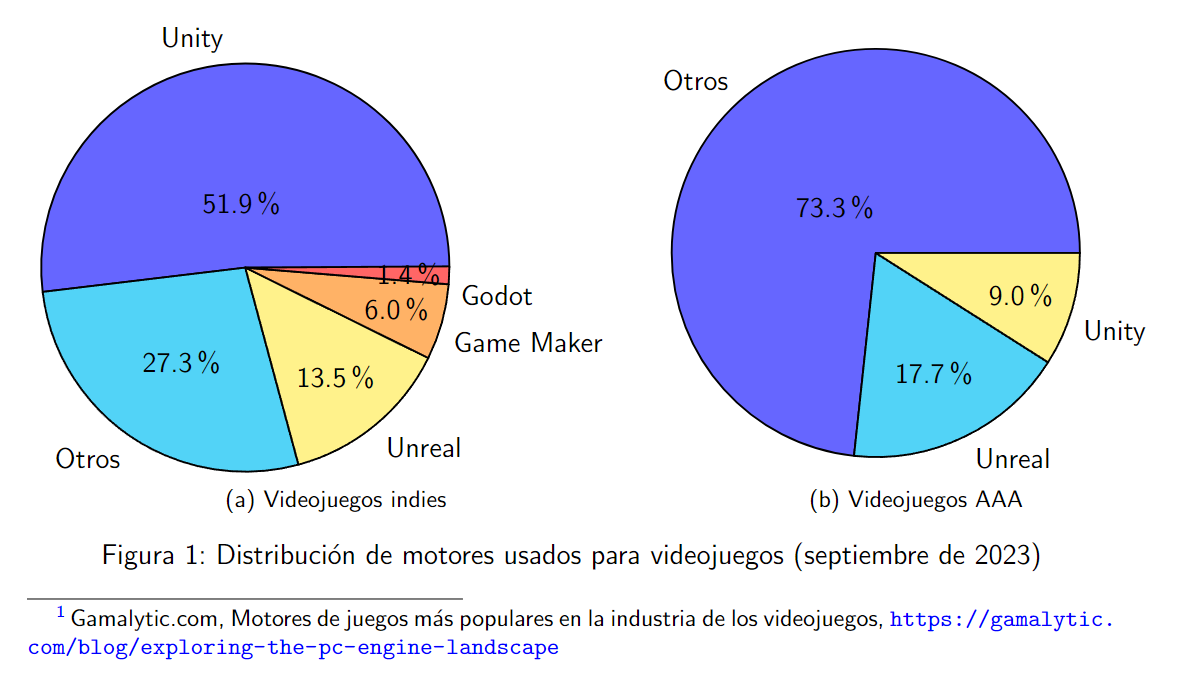 Unity
51.9 %
1.4 %
Godot
6.0 %
Game Maker
27.3 %
13.5 %
Otros
Unreal
(a) Videojuegos indies
Otros
73.3 %
9.0 %
Unity
17.7 %
Unreal
(b) Videojuegos AAA
Figura 1: Distribución de motores usados para videojuegos (septiembre de 2023)
1 Gamalytic.com, Motores de juegos más populares en la industria de los videojuegos, https://gamalytic.
com/blog/exploring-the-pc-engine-landscape